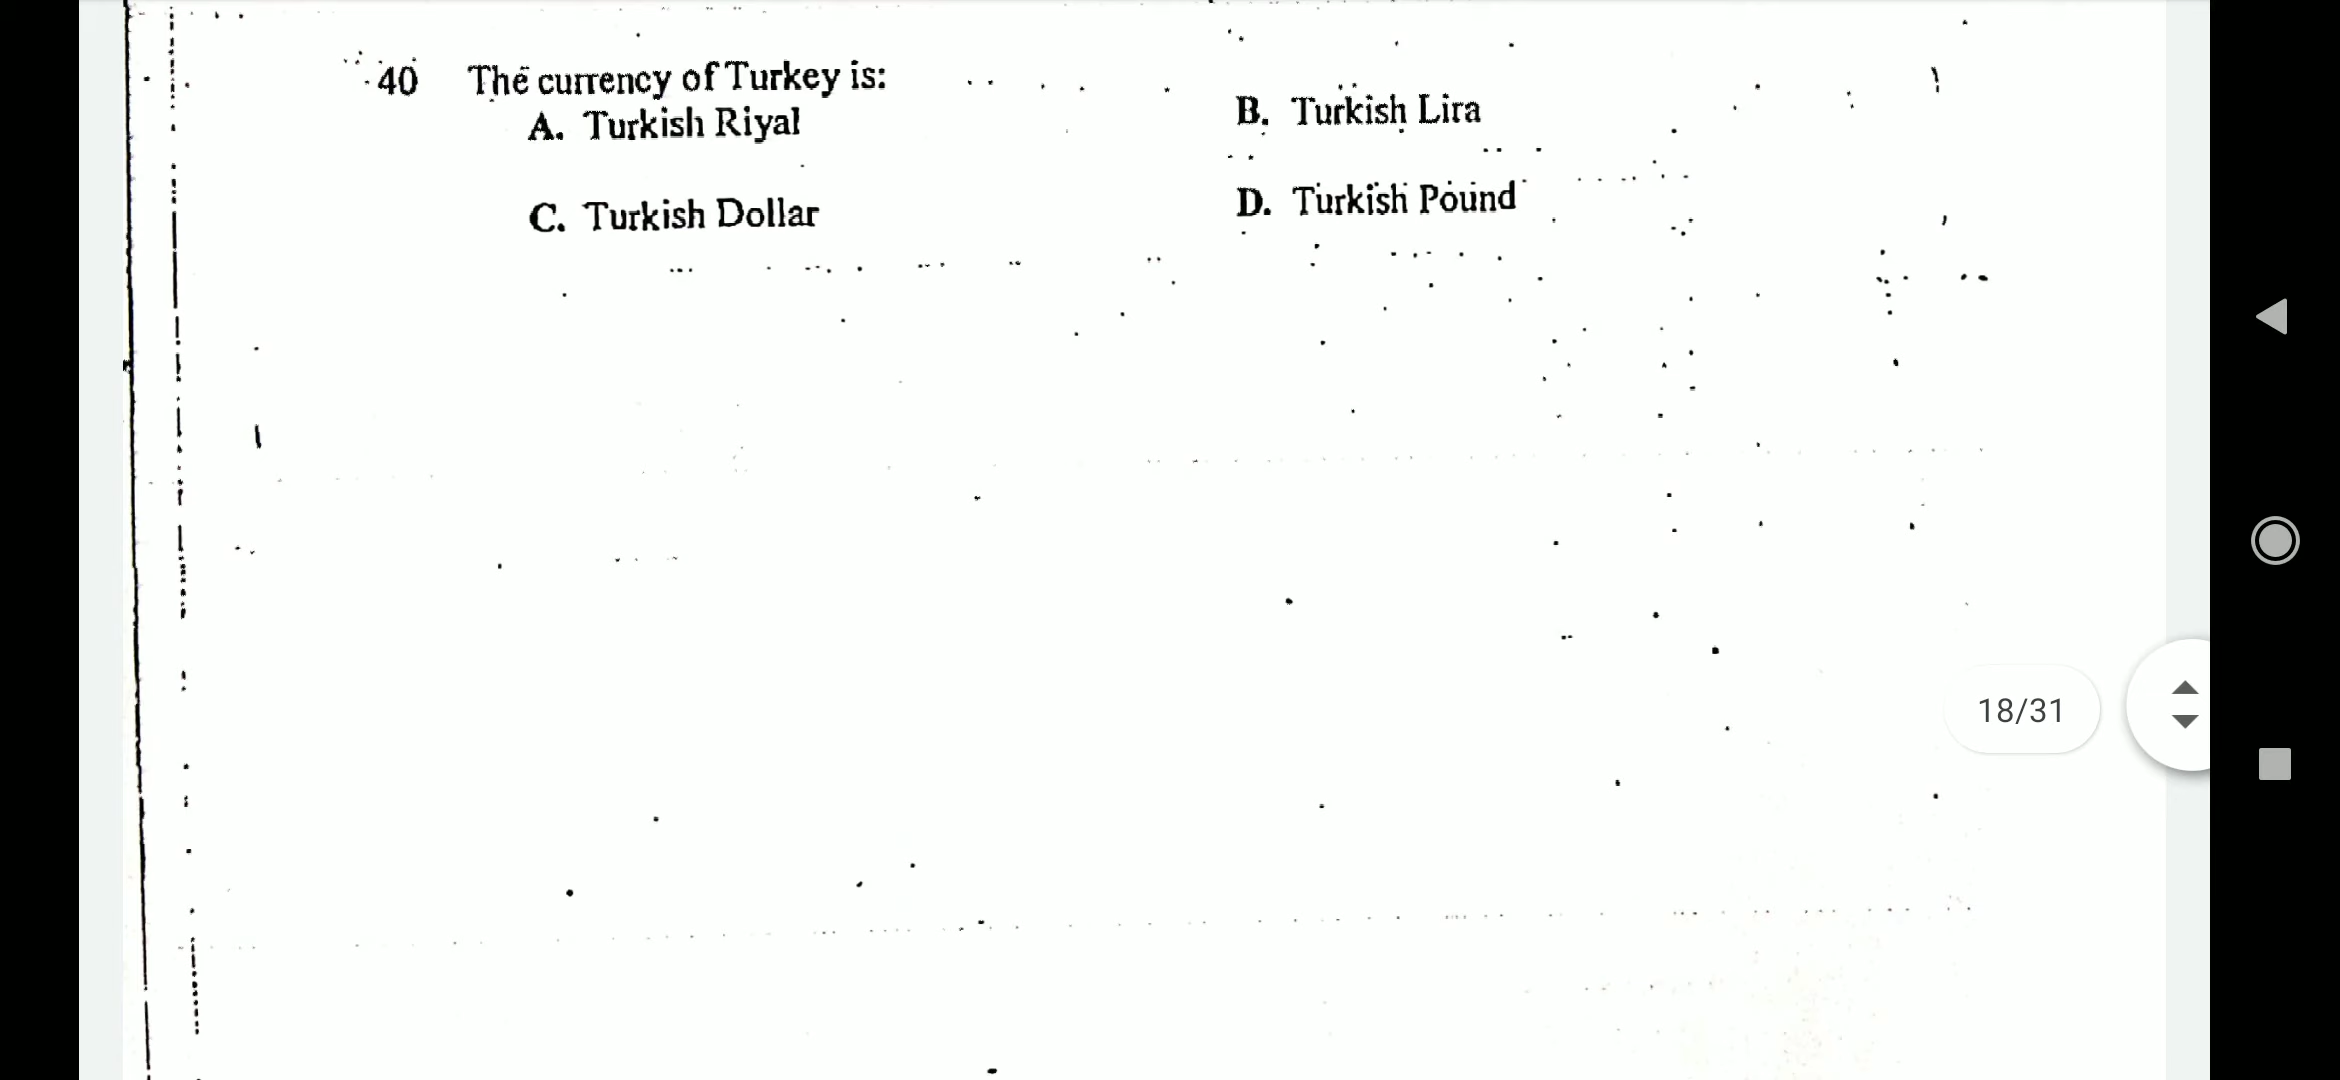 40 The currency of Turkey is:
A. Turkish Riyal
B. Turkish Lira
C. Turkish Dollar
D. Turkish Pound
18/31